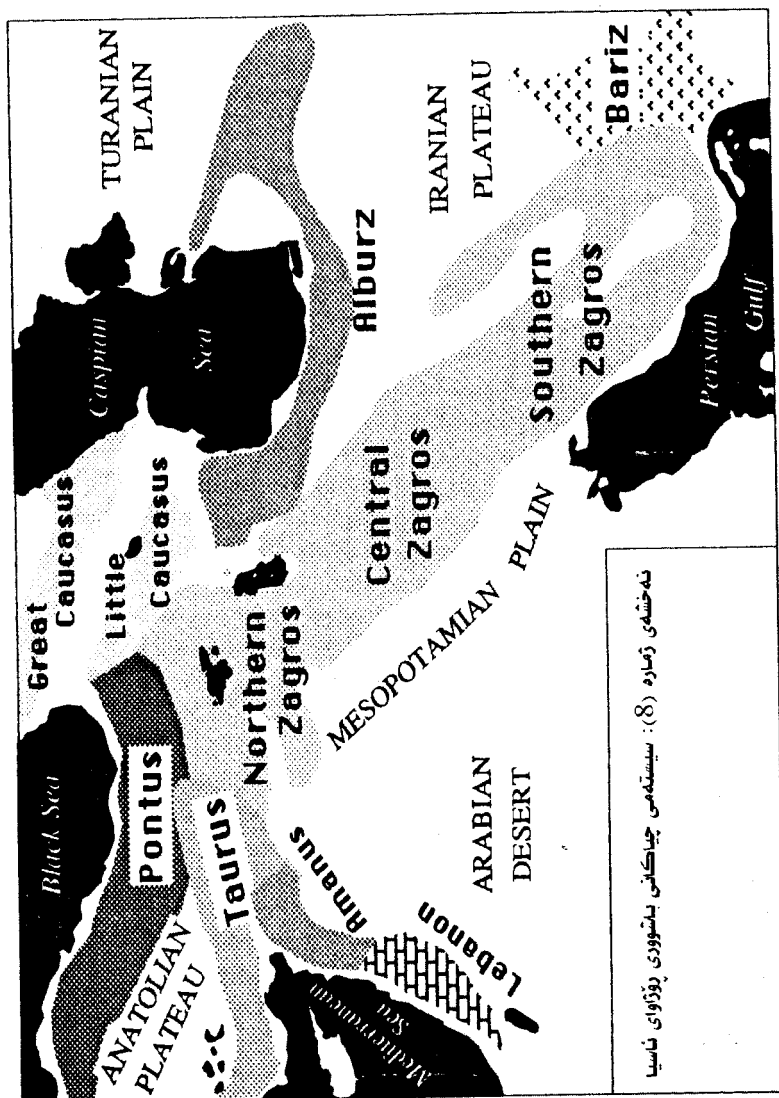 Great
Caucasus
Little
Caucasus
Caspian
Sea
TURANIAN
PLAIN
Black Sea
Pontus
ANATOLIAN
PLATEAU
Taurus
Northern
Zagros
Alburz
Central
Zagros
IRANIAN
PLATEAU
Southern
Zagros
Bariz
MESOPOTAMIAN PLAIN
Amanus
Lebanon
Mediterranean
Sea
ARABIAN
DESERT
Persian
Gulf
نەخشەی ژمارە (8): سیستەمی چیاکانی باشووری ڕۆژاوای ئاسیا